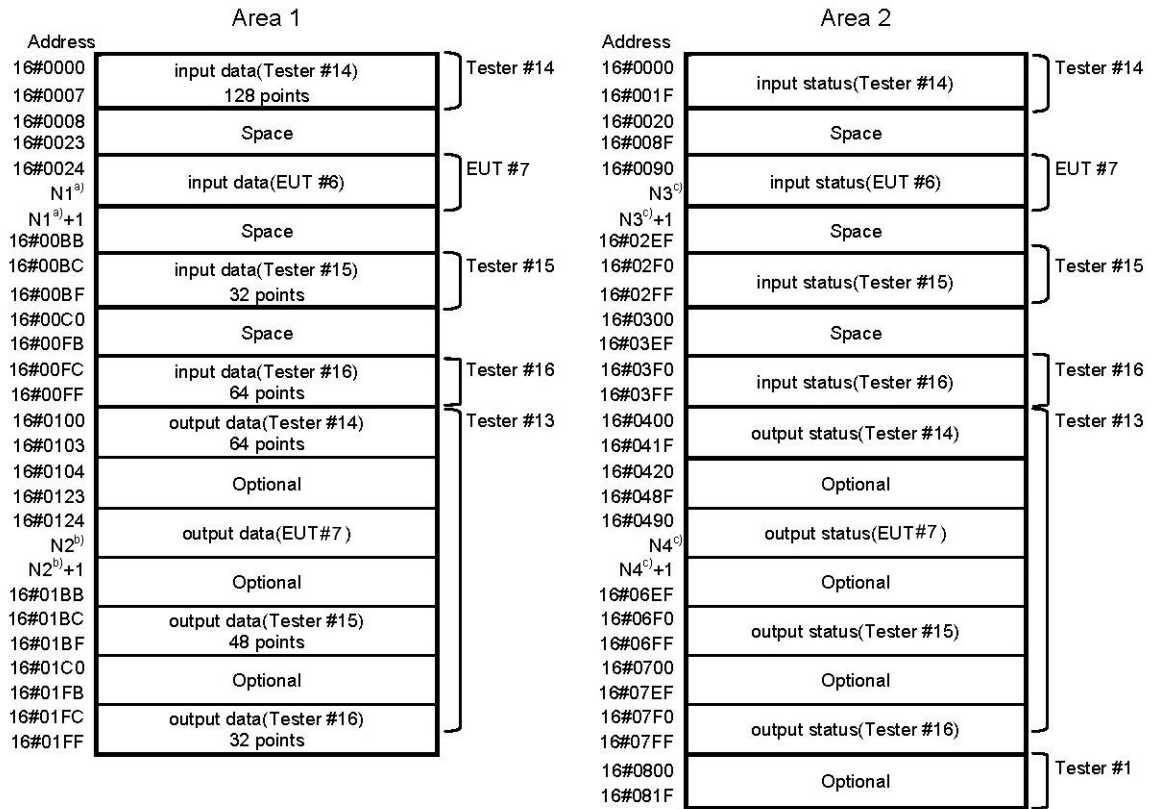 Area 1
Address
16#0000
input data(Tester #14)
Tester #14
16#0007
128 points
16#0008
Space
16#0023
16#0024
EUT #7
input data(EUT #6)
N1a)
N1a)+1
Space
16#00BB
16#00BC
input data(Tester #15)
Tester #15
16#00BF
32 points
16#00C0
Space
16#00FB
16#00FC
input data(Tester #16)
Tester #16
16#00FF
64 points
16#0100
output data(Tester #14)
Tester #13
16#0103
64 points
16#0104
Optional
16#0123
16#0124
output data(EUT#7)
N2b)
N2b)+1
Optional
16#01BB
16#01BC
output data(Tester #15)
16#01BF
48 points
16#01C0
Optional
16#01FB
16#01FC
output data(Tester #16)
16#01FF
32 points
Area 2
Address
16#0000
Tester #14
input status(Tester #14)
16#001F
16#0020
Space
16#008F
16#0090
EUT #7
input status(EUT #6)
N3c)
N3c)+1
Space
16#02EF
16#02F0
Tester #15
input status(Tester #15)
16#02FF
16#0300
Space
16#03EF
16#03F0
Tester #16
input status(Tester #16)
16#03FF
16#0400
Tester #13
output status(Tester #14)
16#041F
16#0420
Optional
16#048F
16#0490
output status(EUT#7)
N4c)
N4c)+1
Optional
16#06EF
16#06F0
output status(Tester #15)
16#06FF
16#0700
Optional
16#07EF
16#07F0
output status(Tester #16)
16#07FF
16#0800
Tester #1
Optional
16#081F